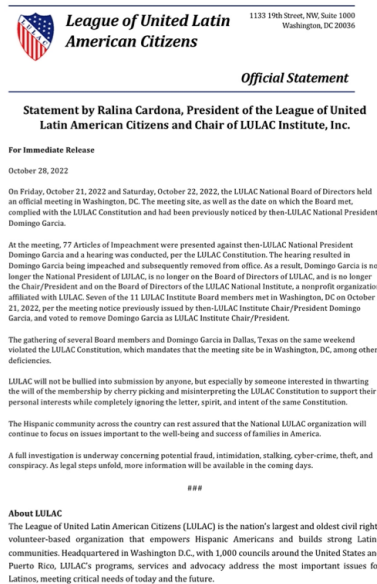 LULAC
League of United Latin
American Citizens
1133 19th Street, NW, Suite 1000
Washington, DC 20036
Official Statement
Statement by Ralina Cardona, President of the League of United
Latin American Citizens and Chair of LULAC Institute, Inc.
For Immediate Release
October 28, 2022
On Friday, October 21, 2022 and Saturday, October 22, 2022, the LULAC National Board of Directors held
an official meeting in Washington, DC. The meeting site, as well as the date on which the Board met,
complied with the LULAC Constitution and had been previously noticed by then-LULAC National President
Domingo Garcia.
At the meeting, 77 Articles of Impeachment were presented against then-LULAC National President
Domingo Garcia and a hearing was conducted, per the LULAC Constitution. The hearing resulted in
Domingo Garcia being impeached and subsequently removed from office. As a result, Domingo Garcia is no
longer the National President of LULAC, is no longer on the Board of Directors of LULAC, and is no longer
the Chair/President and on the Board of Directors of the LULAC National Institute, a nonprofit organizatio
affiliated with LULAC. Seven of the 11 LULAC Institute Board members met in Washington, DC on October
21, 2022, per the meeting notice previously issued by then-LULAC Institute Chair/President Domingo
Garcia, and voted to remove Domingo Garcia as LULAC Institute Chair/President.
The gathering of several Board members and Domingo Garcia in Dallas, Texas on the same weekend
violated the LULAC Constitution, which mandates that the meeting site be in Washington, DC, among other
deficiencies.
LULAC will not be bullied into submission by anyone, but especially by someone interested in thwarting
the will of the membership by cherry picking and misinterpreting the LULAC Constitution to support their
personal interests while completely ignoring the letter, spirit, and intent of the same Constitution.
The Hispanic community across the country can rest assured that the National LULAC organization will
continue to focus on issues important to the well-being and success of families in America.
A full investigation is underway concerning potential fraud, intimidation, stalking, cyber-crime, theft, and
conspiracy. As legal steps unfold, more information will be available in the coming days.
###
About LULAC
The League of United Latin American Citizens (LULAC) is the nation's largest and oldest civil right
volunteer-based organization that empowers Hispanic Americans and builds strong Latin
communities. Headquartered in Washington D.C., with 1,000 councils around the United States an
Puerto Rico, LULAC's programs, services and advocacy address the most important issues fo
Latinos, meeting critical needs of today and the future.